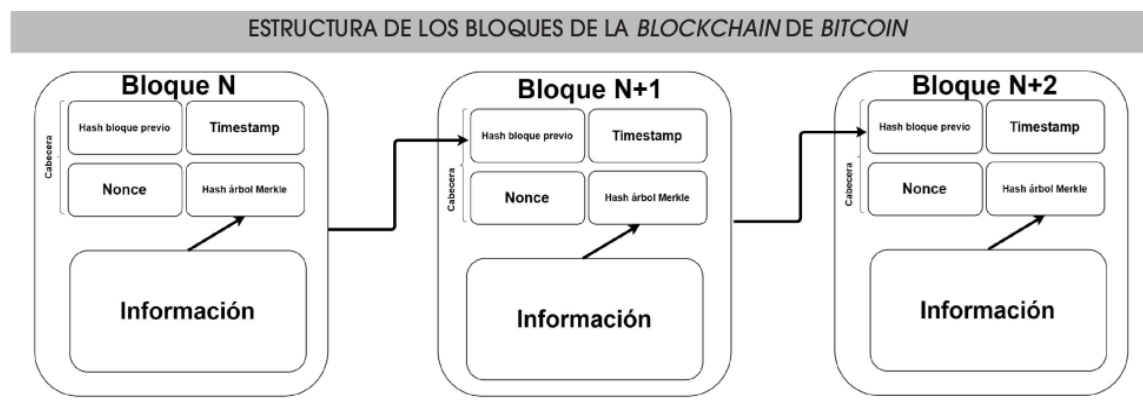 ESTRUCTURA DE LOS BLOQUES DE LA BLOCKCHAIN DE BITCOIN
Bloque N
Cabecera
Hash bloque previo
Timestamp
Nonce
Hash árbol Merkle
Información
Bloque N+1
Cabecera
Hash bloque previo
Timestamp
Nonce
Hash árbol Merkle
Información
Bloque N+2
Cabecera
Hash bloque previo
Timestamp
Nonce
Hash árbol Merkle
Información